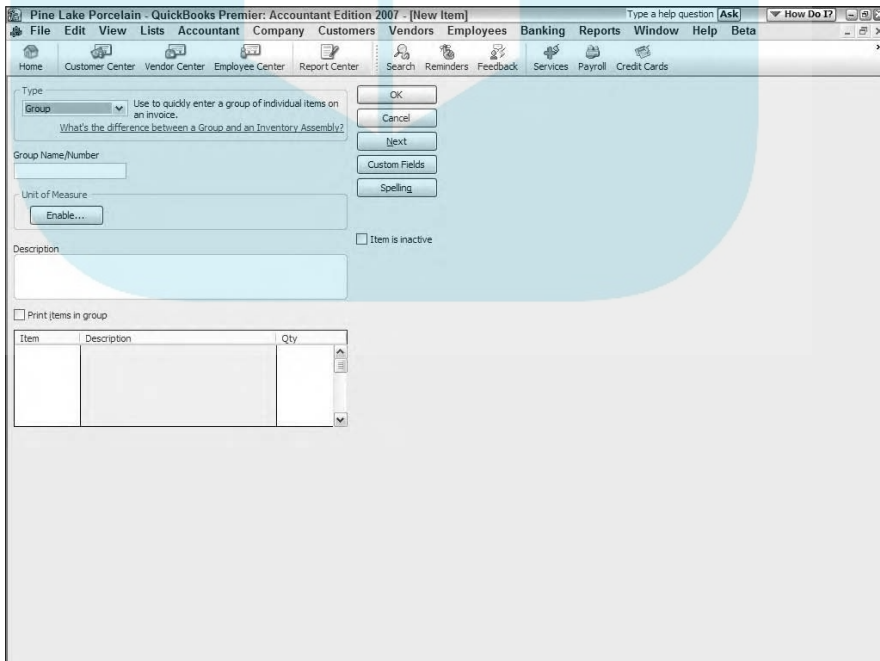 Pine Lake Porcelain - QuickBooks Premier: Accountant Edition 2007 - [New Item]
Type a help question Ask How Do I?
File Edit View Lists Accountant Company Customers Vendors Employees Banking Reports Window Help Beta
Home Customer Center Vendor Center Employee Center Report Center Search Reminders Feedback Services Payroll Credit Cards
Type
Group
Use to quickly enter a group of individual items on
an invoice.
What's the difference between a Group and an Inventory Assembly?
OK
Cancel
Next
Custom Fields
Spelling
Group Name/Number
Unit of Measure
Enable...
Item is inactive
Description
Print items in group
Item Description Qty